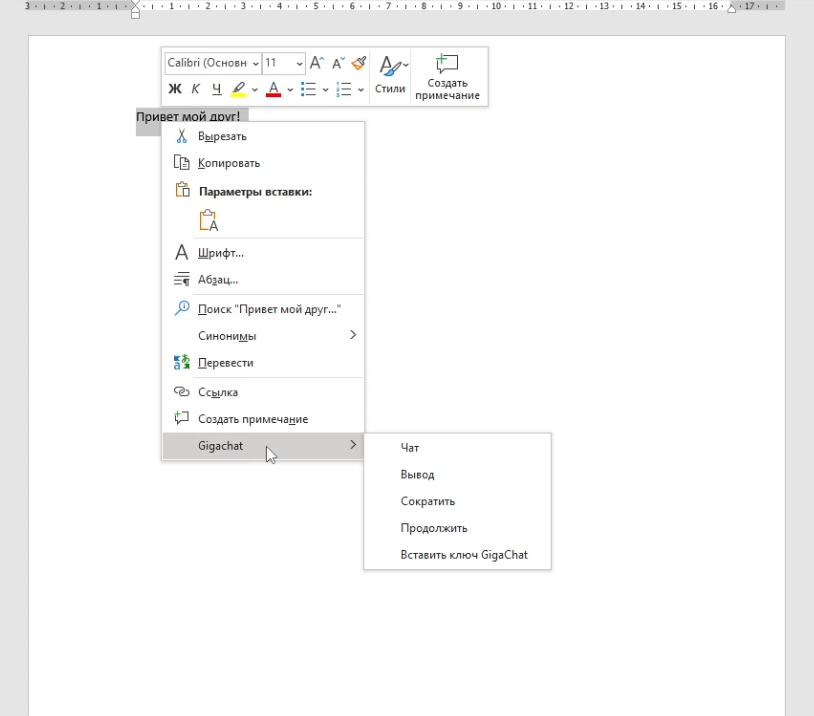 3 · 2 · 1 · 1 · 2 · 3 · 4 · 5 · 6 · 7 · 8 · 9 · 10 · 11 · 12 · 13 · 14 · 15 · 16 · 17
Calibri (Основн 11
Ж К Ч А Стили Создать примечание
Привет мой друг!
Вырезать
Копировать
Параметры вставки:
Шрифт...
Абзац...
Поиск "Привет мой друг..."
Синонимы
Перевести
Ссылка
Создать примечание
Gigachat
Чат
Вывод
Сократить
Продолжить
Вставить ключ GigaChat